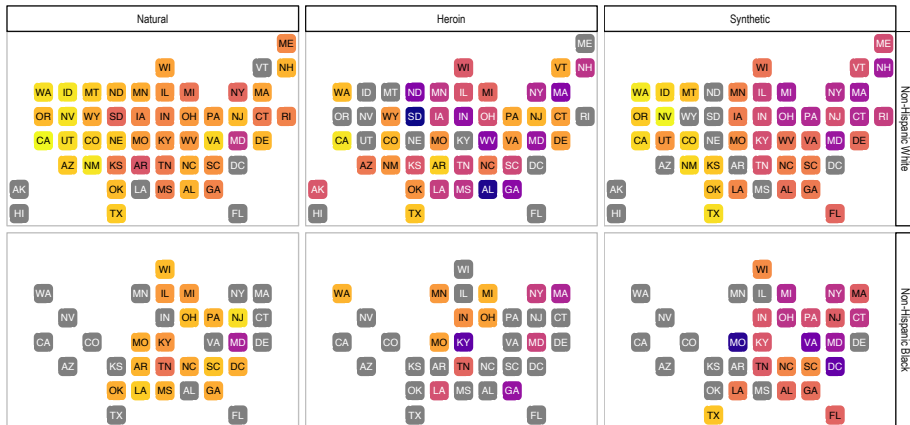 Natural Heroin Synthetic
ME ME ME
WI VT NH WI VT NH WI VT NH
WA ID MT ND MN IL MI NY MA WA ID MT ND MN IL MI NY MA WA ID MT ND MN IL MI NY MA
OR NV WY SD IA IN OH PA NJ CT RI OR NV WY SD IA IN OH PA NJ CT RI OR NV WY SD IA IN OH PA NJ CT RI
CA UT CO NE MO KY WV VA MD DE CA UT CO NE MO KY WV VA MD DE CA UT CO NE MO KY WV VA MD DE
AZ NM KS AR TN NC SC DC AZ NM KS AR TN NC SC DC AZ NM KS AR TN NC SC DC
AK OK LA MS AL GA AK OK LA MS AL GA AK OK LA MS AL GA
HI TX FL HI TX FL HI TX FL
Non-Hispanic White
WI WI WI
WA MN IL MI NY MA WA MN IL MI NY MA WA MN IL MI NY MA
NV IN OH PA NJ CT NV IN OH PA NJ CT NV IN OH PA NJ CT
CA CO MO KY VA MD DE CA CO MO KY VA MD DE CA CO MO KY VA MD DE
AZ KS AR TN NC SC DC AZ KS AR TN NC SC DC AZ KS AR TN NC SC DC
OK LA MS AL GA OK LA MS AL GA OK LA MS AL GA
TX FL TX FL TX FL
Non-Hispanic Black